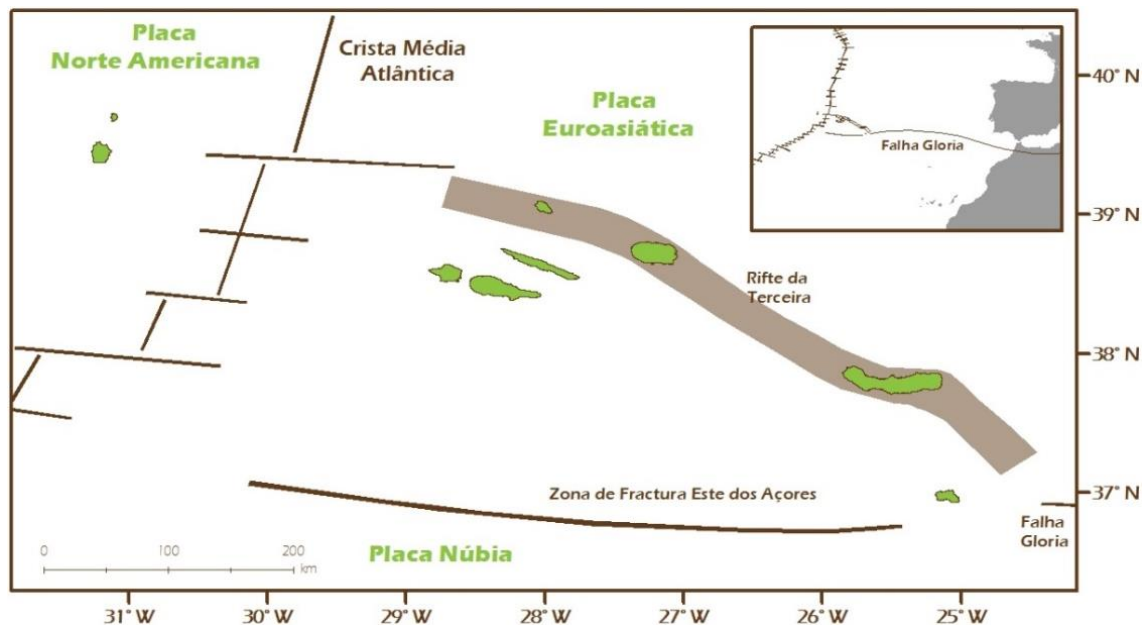 Placa
Norte Americana
Crista Média
Atlântica
Placa
Euroasiática
Falha Gloria
40° N
39° N
Rifte da
Terceira
38° N
Zona de Fractura Este dos Açores
37° N
Falha
Gloria
Placa Núbia
0 100 200
km
31° W 30° W 29° W 28° W 27° W 26° W 25° W